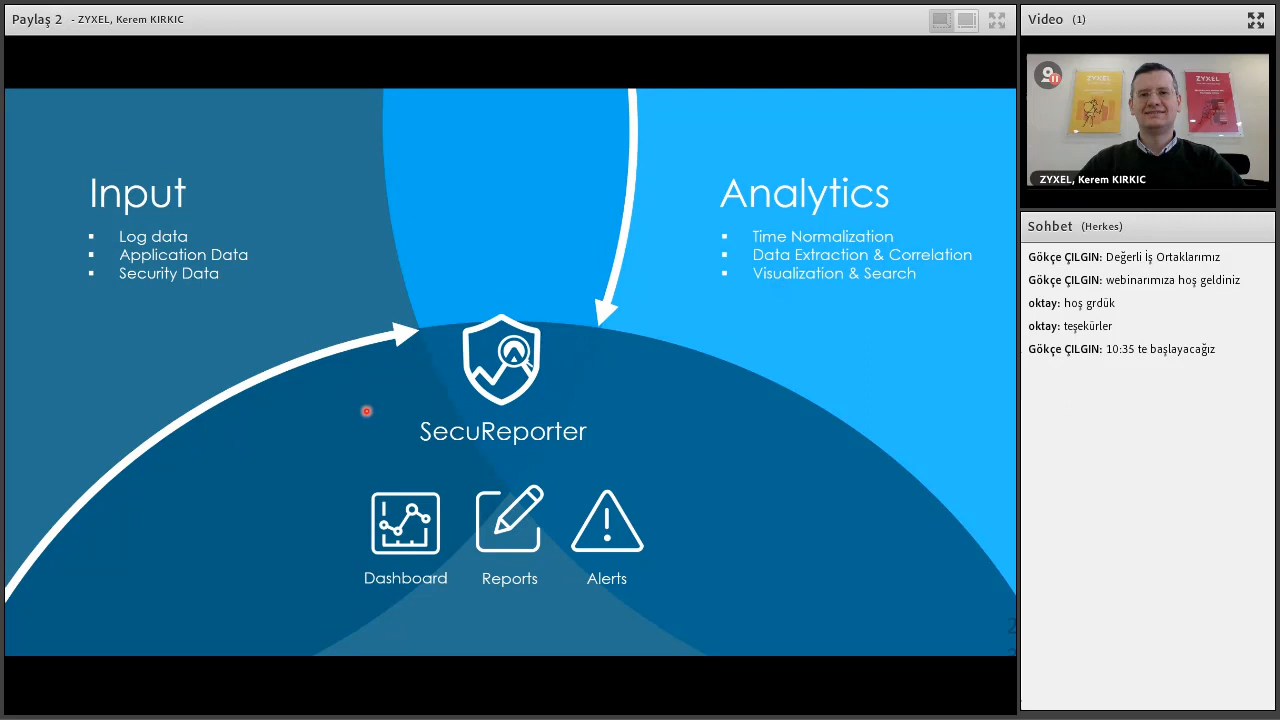 Paylaş 2 - ZYXEL, Kerem KIRKIC
Input
▪ Log data
▪ Application Data
▪ Security Data
Analytics
▪ Time Normalization
▪ Data Extraction & Correlation
▪ Visualization & Search
SecuReporter
Dashboard
Reports
Alerts
Video (1)
ZYXEL
ZYXEL
ZYXEL, Kerem KIRKIC
Sohbet (Herkes)
Gökçe ÇILGIN: Değerli İş Ortaklarımız
Gökçe ÇILGIN: webinarımıza hoş geldiniz
oktay: hoş grdük
oktay: teşekürler
Gökçe ÇILGIN: 10:35 te başlayacağız